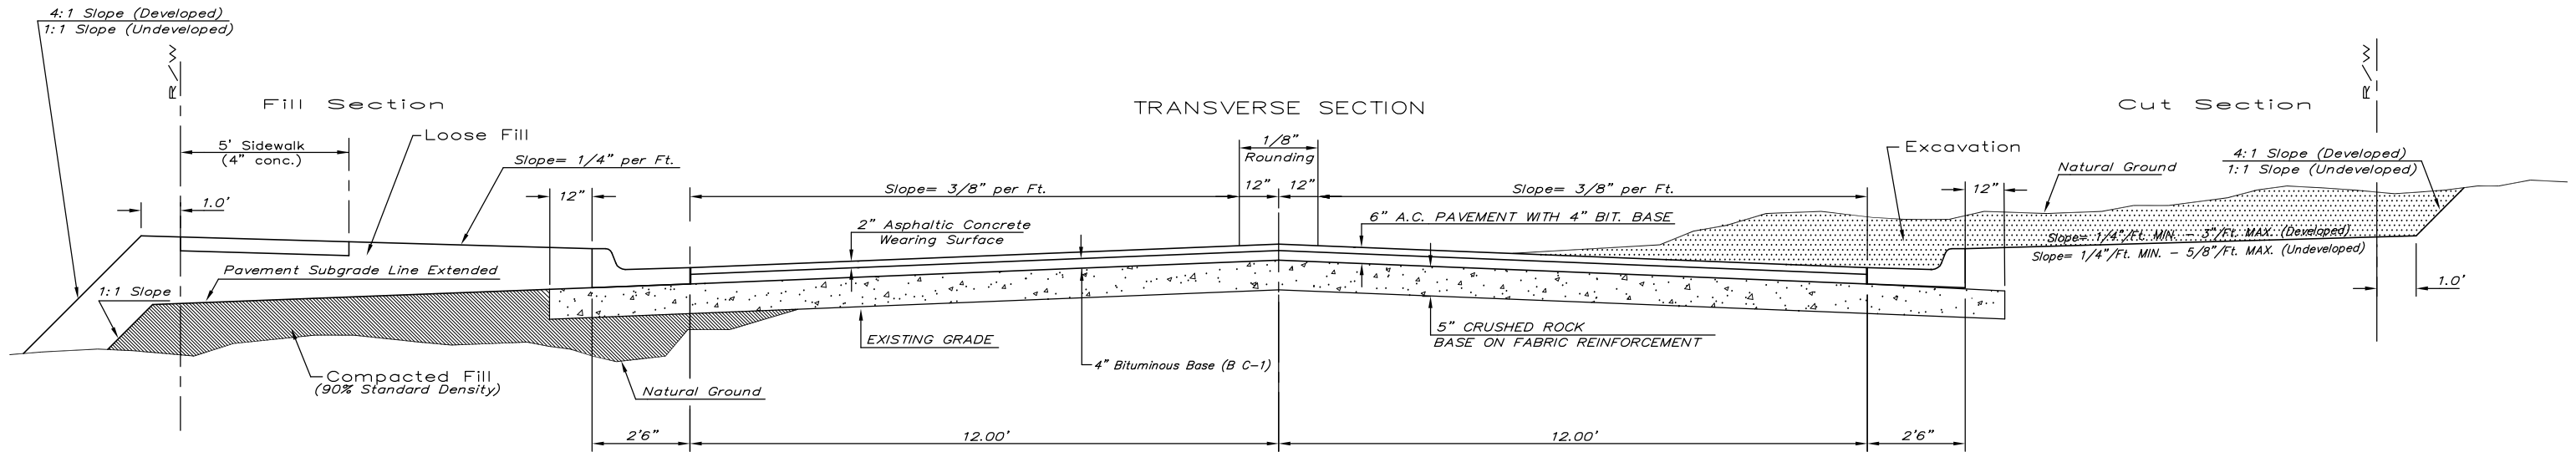 4:1 Slope (Developed)
1:1 Slope (Undeveloped)
R/W
Fill Section
TRANSVERSE SECTION
Cut Section
R/W
Loose Fill
5' Sidewalk
(4" conc.)
Slope= 1/4" per Ft.
1/8"
Rounding
Excavation
Natural Ground
4:1 Slope (Developed)
1:1 Slope (Undeveloped)
1.0'
12"
Slope= 3/8" per Ft.
12"
12"
Slope= 3/8" per Ft.
12"
2" Asphaltic Concrete
Wearing Surface
6" A.C. PAVEMENT WITH 4" BIT. BASE
Slope= 1/4"/Ft. MIN. - 3"/Ft. MAX. (Developed)
Slope= 1/4"/Ft. MIN. - 5/8"/Ft. MAX. (Undeveloped)
Pavement Subgrade Line Extended
1:1 Slope
1.0'
EXISTING GRADE
5" CRUSHED ROCK
BASE ON FABRIC REINFORCEMENT
4" Bituminous Base (B C-1)
Compacted Fill
(90% Standard Density)
Natural Ground
2'6"
12.00'
12.00'
2'6"